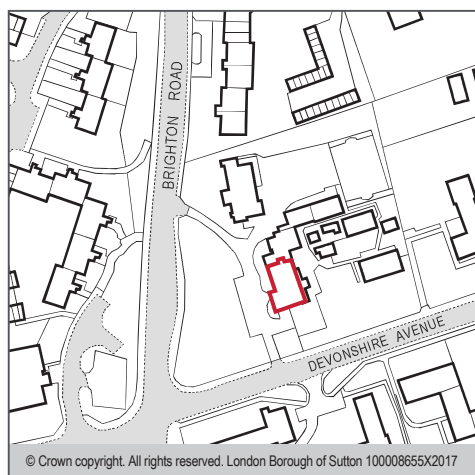 BRIGHTON ROAD
DEVONSHIRE AVENUE
© Crown copyright. All rights reserved. London Borough of Sutton 100008655X2017